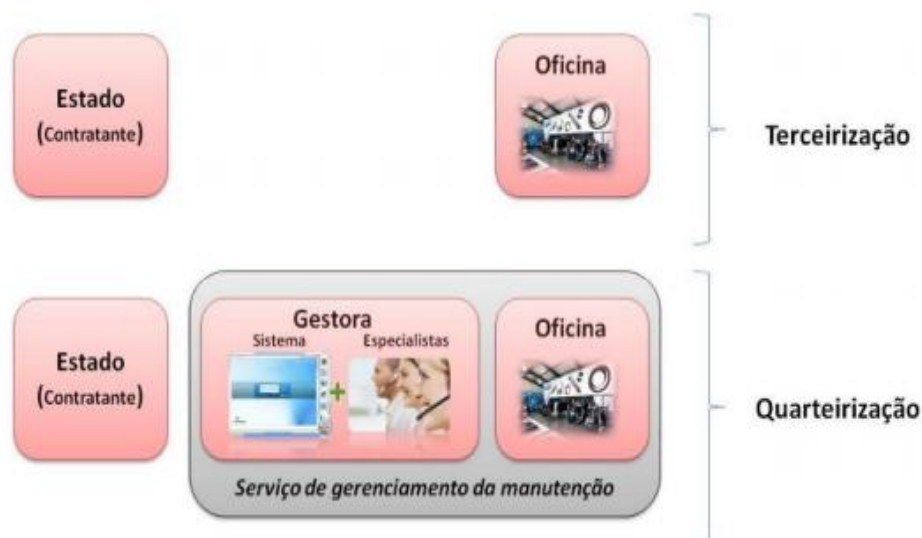 Estado
(Contratante)
Oficina
Terceirização
Estado
(Contratante)
Gestora
Sistema
Especialistas
Oficina
Serviço de gerenciamento da manutenção
Quarteirização